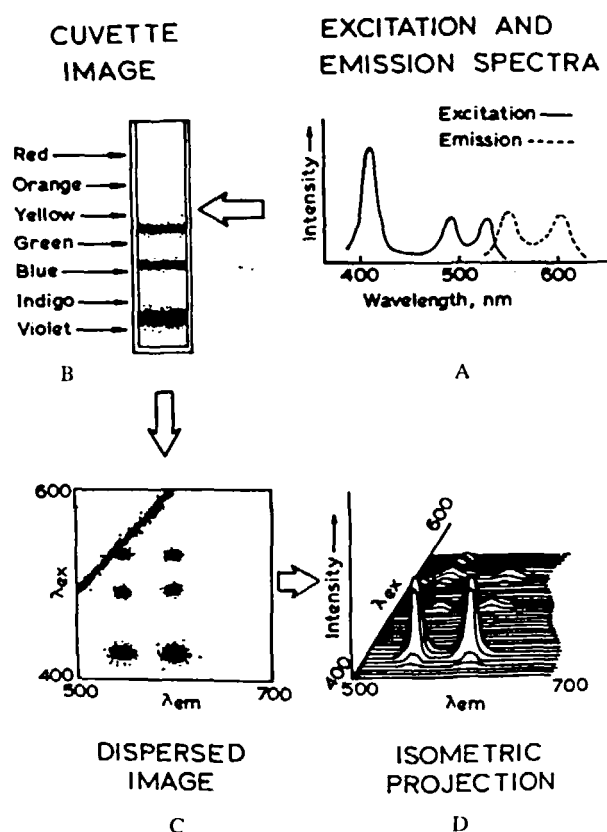 CUVETTE
IMAGE
EXCITATION AND
EMISSION SPECTRA
Red
Orange
Yellow
Green
Blue
Indigo
Violet
B
Excitation
Emission
Intensity
400 500 600
Wavelength, nm
A
600
λex
400
500 700
λem
DISPERSED
IMAGE
C
Intensity
600
λex
400
500 700
λem
ISOMETRIC
PROJECTION
D